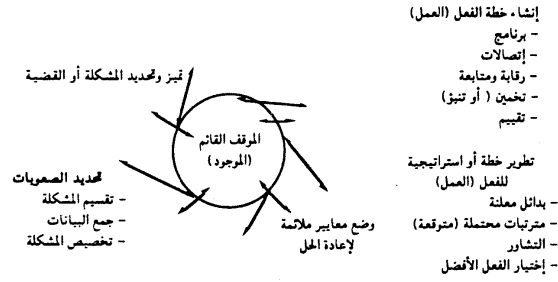 إنشاء خطة الفعل (العمل)
- برنامج
- إتصالات
- رقابة ومتابعة
- تخمين ( أو تنبؤ)
- تقييم
تميز وتحديد المشكلة أو القضية
الموقف القائم
(الموجود)
تطوير خطة أو استراتيجية
للفعل (العمل)
- بدائل معلنة
- مترتبات محتملة (متوقعة)
- التشاور
- إختيار الفعل الأفضل
تحديد الصعوبات
- تقسيم المشكلة
- جمع البيانات
- تخصيص المشكلة
وضع معايير ملائمة
لإعادة الحل